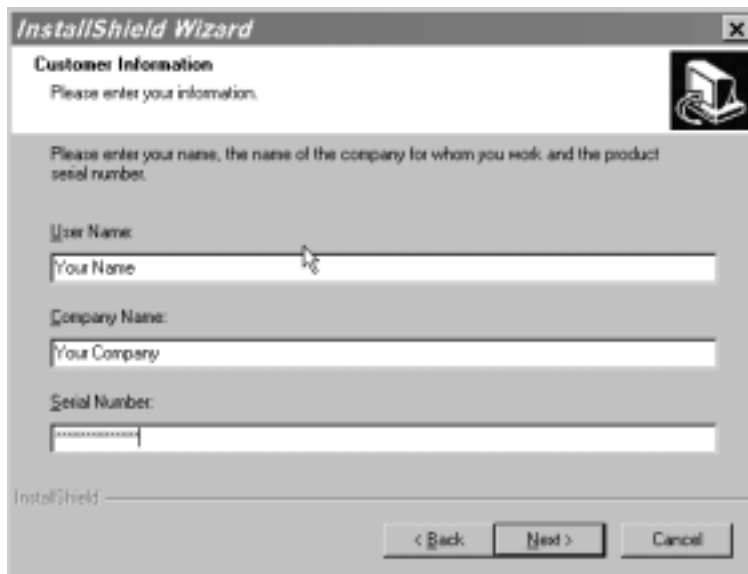 InstallShield Wizard
Customer Information
Please enter your information.
Please enter your name, the name of the company for whom you work and the product
serial number.
User Name:
Your Name
Company Name:
Your Company
Serial Number:
---------------
InstallShield
< Back
Next >
Cancel